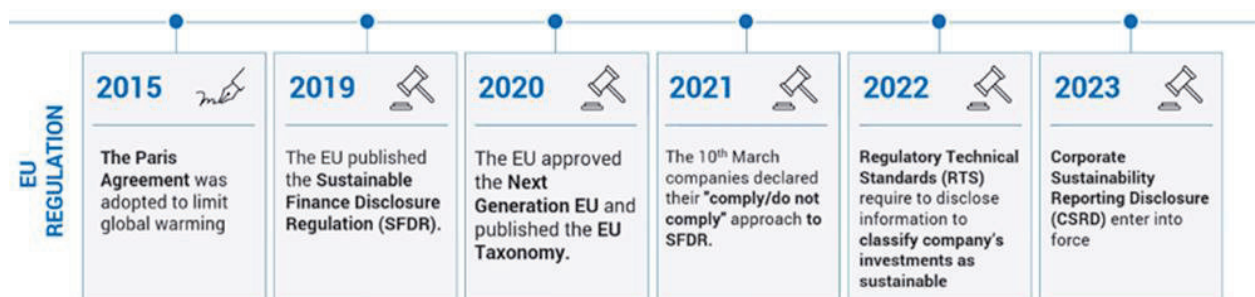 EU
REGULATION
2015
The Paris
Agreement was
adopted to limit
global warming
2019
The EU published
the Sustainable
Finance Disclosure
Regulation (SFDR).
2020
The EU approved
the Next
Generation EU and
published the EU
Taxonomy.
2021
The 10th March
companies declared
their "comply/do not
comply" approach to
SFDR.
2022
Regulatory Technical
Standards (RTS)
require to disclose
information to
classify company's
investments as
sustainable
2023
Corporate
Sustainability
Reporting Disclosure
(CSRD) enter into
force